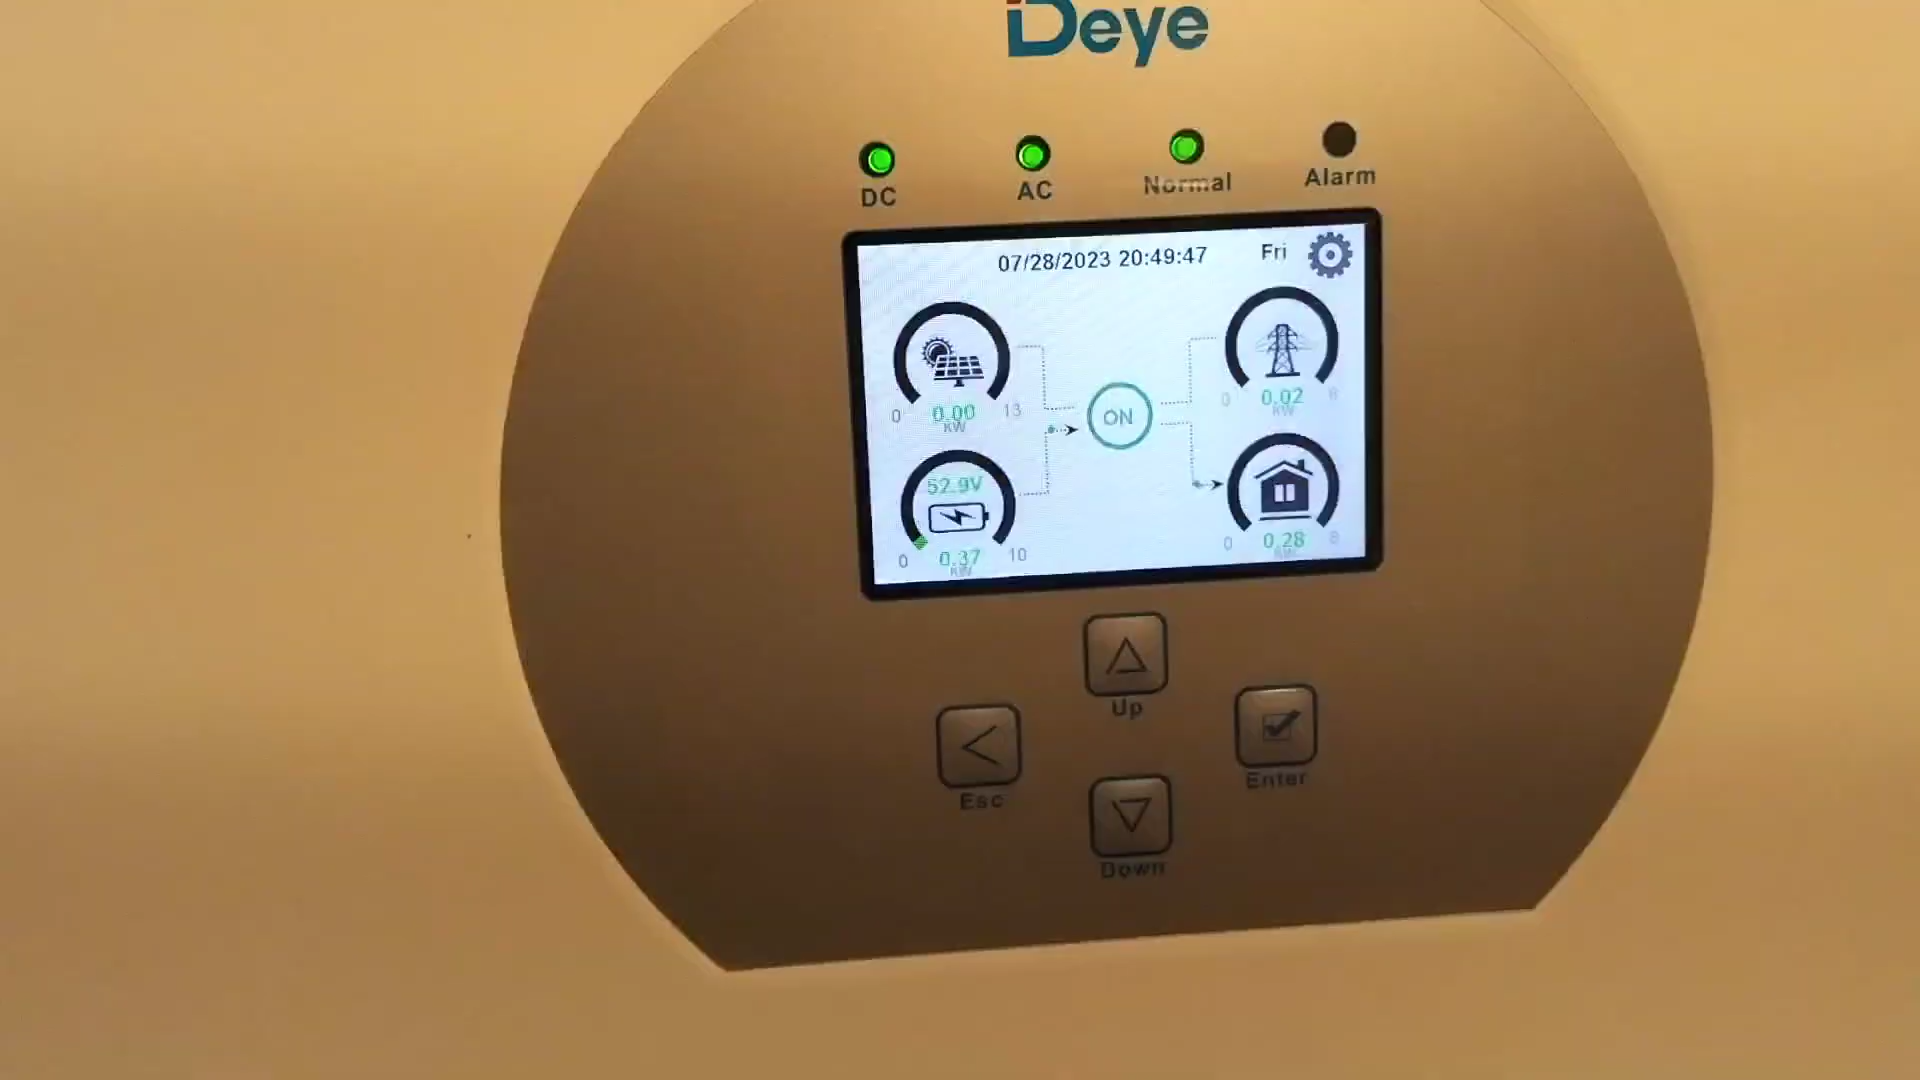 Deye
DC AC Normal Alarm
07/28/2023 20:49:47 Fri
0 0.00 13
KW
0 0.02 8
KW
ON
52.9V
0 0.37 10
KW
0 0.28 8
KW
Up
Esc
Enter
Down